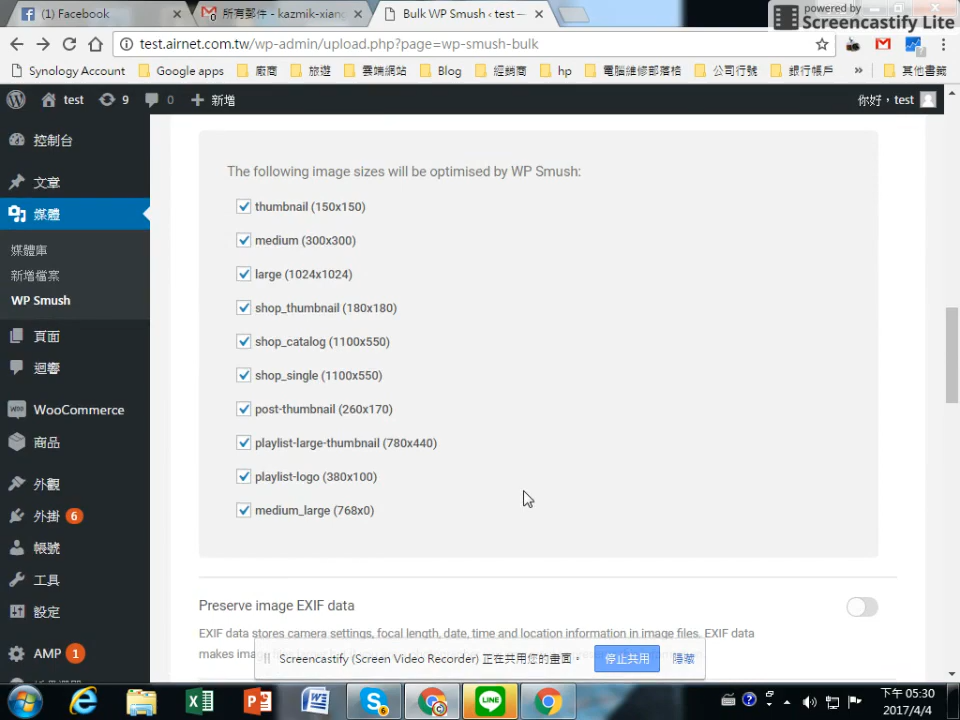 (1) Facebook
所有郵件 - kazmik-xiang
Bulk WP Smush ‹ test —
powered by
Screencastify Lite
test.airnet.com.tw/wp-admin/upload.php?page=wp-smush-bulk
Synology Account
Google apps
廠商
旅遊
雲端網站
Blog
經銷商
hp
電腦維修部落格
公司行號
銀行帳戶
»
其他書籤
test
9
0
新增
你好，test
控制台
文章
媒體
媒體庫
新增檔案
WP Smush
頁面
迴響
WooCommerce
商品
外觀
外掛 6
帳號
工具
設定
AMP 1
The following image sizes will be optimised by WP Smush:
thumbnail (150x150)
medium (300x300)
large (1024x1024)
shop_thumbnail (180x180)
shop_catalog (1100x550)
shop_single (1100x550)
post-thumbnail (260x170)
playlist-large-thumbnail (780x440)
playlist-logo (380x100)
medium_large (768x0)
Preserve image EXIF data
EXIF data stores camera settings, focal length, date, time and location information in image files. EXIF data
makes im
Screencastify (Screen Video Recorder) 正在共用您的畫面。
停止共用
隱藏
下午 05:30
2017/4/4